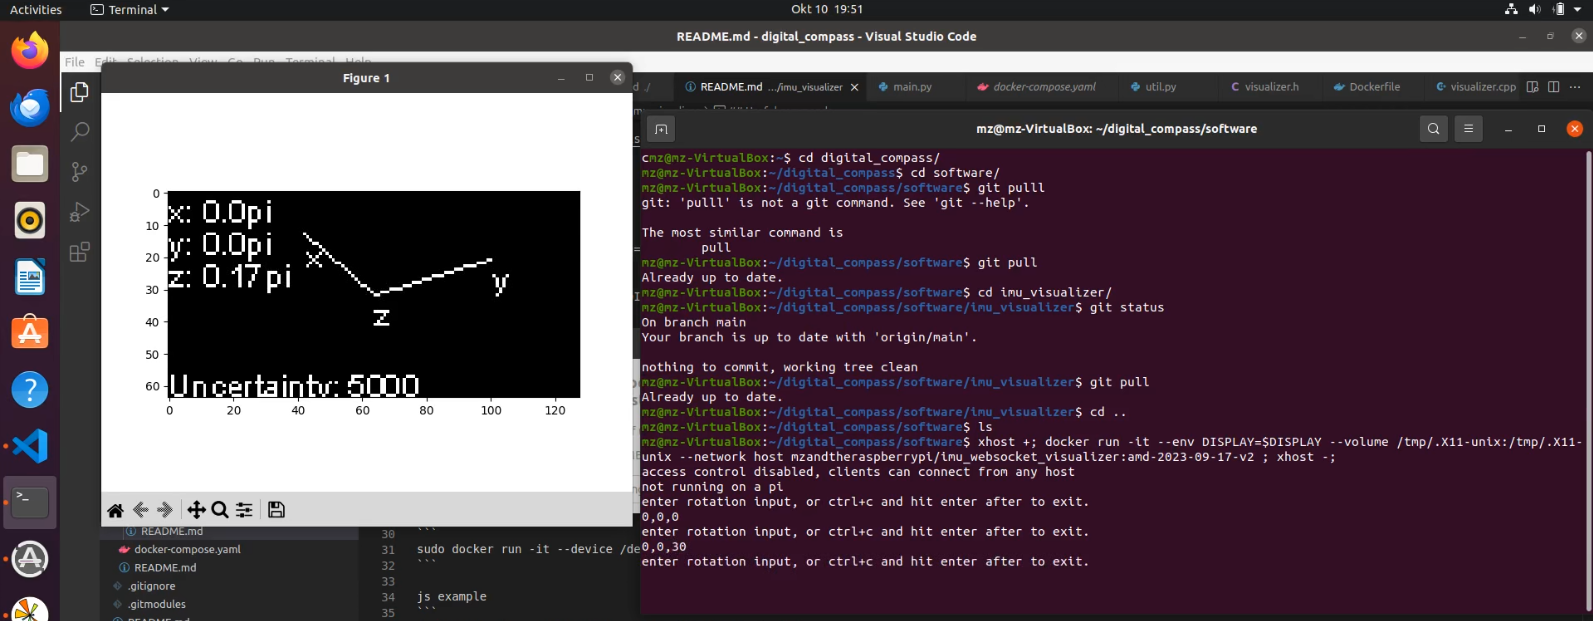 Activities
Terminal
Okt 10 19:51
README.md - digital_compass - Visual Studio Code
File Edit Selection View Go Run Terminal Help
Figure 1
d ./
README.md .../imu_visualizer
main.py
docker-compose.yaml
util.py
C visualizer.h
Dockerfile
visualizer.cpp
mz@mz-VirtualBox: ~/digital_compass/software
cmz@mz-VirtualBox:~$ cd digital_compass/
mz@mz-VirtualBox:~/digital_compass$ cd software/
mz@mz-VirtualBox:~/digital_compass/software$ git pulll
git: 'pulll' is not a git command. See 'git --help'.
The most similar command is
pull
mz@mz-VirtualBox:~/digital_compass/software$ git pull
Already up to date.
mz@mz-VirtualBox:~/digital_compass/software$ cd imu_visualizer/
mz@mz-VirtualBox:~/digital_compass/software/imu_visualizer$ git status
On branch main
Your branch is up to date with 'origin/main'.
nothing to commit, working tree clean
mz@mz-VirtualBox:~/digital_compass/software/imu_visualizer$ git pull
Already up to date.
mz@mz-VirtualBox:~/digital_compass/software/imu_visualizer$ cd ..
mz@mz-VirtualBox:~/digital_compass/software$ ls
mz@mz-VirtualBox:~/digital_compass/software$ xhost +; docker run -it --env DISPLAY=$DISPLAY --volume /tmp/.X11-unix:/tmp/.X11-
unix --network host mzandtheraspberrypi/imu_websocket_visualizer:amd-2023-09-17-v2 ; xhost -;
access control disabled, clients can connect from any host
not running on a pi
enter rotation input, or ctrl+c and hit enter after to exit.
0,0,0
enter rotation input, or ctrl+c and hit enter after to exit.
0,0,30
enter rotation input, or ctrl+c and hit enter after to exit.
0
10
20
30
40
50
60
x: 0.0pi
y: 0.0pi
z: 0.17pi
x
y
z
Uncertainty: 5000
0 20 40 60 80 100 120
README.md
docker-compose.yaml
README.md
.gitignore
.gitmodules
README.md
30 ```
31 sudo docker run -it --device /de
32 ```
33
34 js example
35 ```